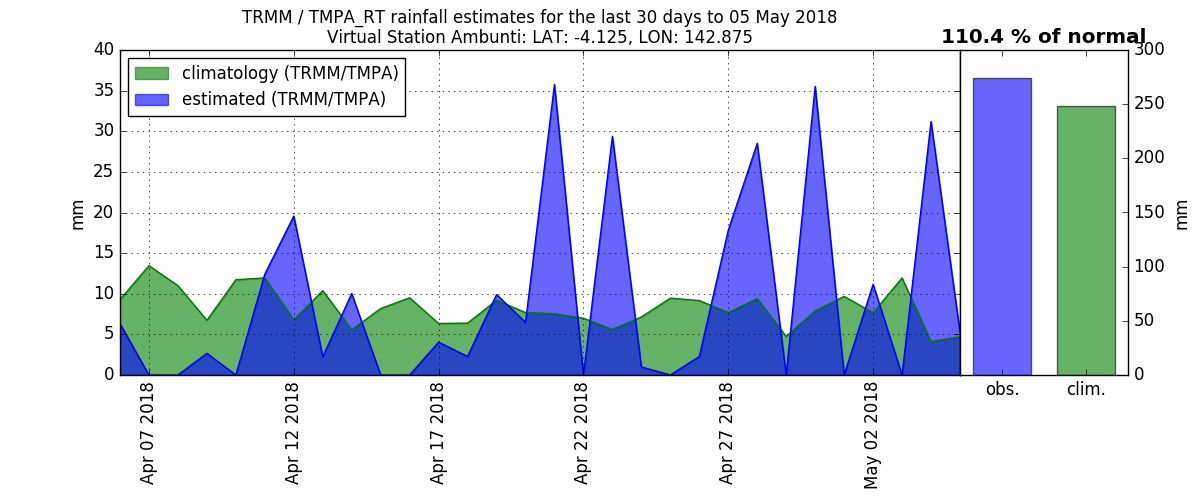 TRMM / TMPA_RT rainfall estimates for the last 30 days to 05 May 2018
Virtual Station Ambunti: LAT: -4.125, LON: 142.875
110.4 % of normal
climatology (TRMM/TMPA)
estimated (TRMM/TMPA)
40
35
30
25
20
15
10
5
0
mm
Apr 07 2018
Apr 12 2018
Apr 17 2018
Apr 22 2018
Apr 27 2018
May 02 2018
300
250
200
150
100
50
0
mm
obs.
clim.